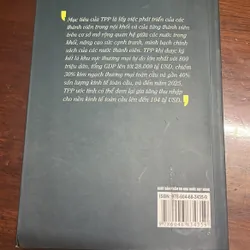 "Mục tiêu của TPP là lấy mức phát triển của các
thành viên trong nội khối và của từng thành viên
trên cơ sở mở rộng quan hệ giữa các nước trong
khối, nâng cao sức cạnh tranh, minh bạch chính
sách của các nước thành viên. TPP khi được ký
kết là khu vực thương mại tự do lớn nhất với 800
triệu dân, tổng GDP lên tới 28.000 tỷ USD, chiếm
30% kim ngạch thương mại toàn cầu và gần 40%
sản lượng kinh tế toàn cầu, và đến năm 2025,
TPP ước tính có thể đem lại gia tăng thu nhập
cho nền kinh tế toàn cầu lên đến 104 tỷ USD."